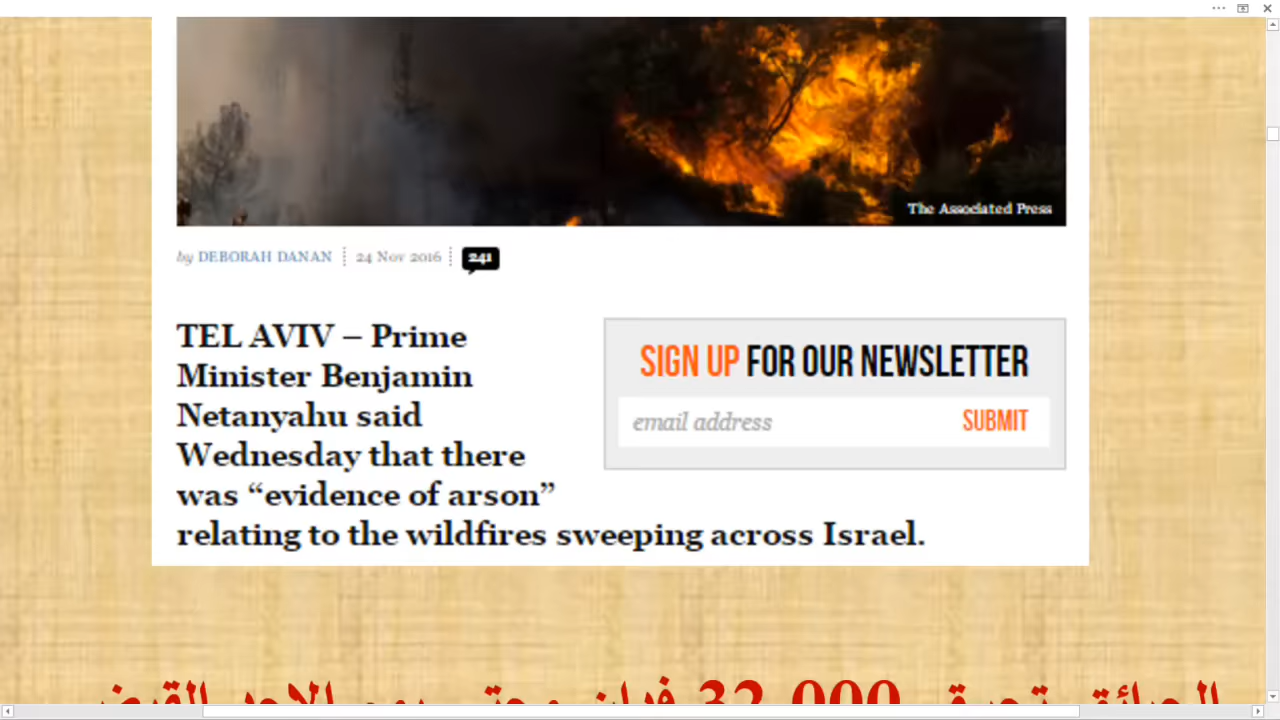 The Associated Press
by DEBORAH DANAN 24 Nov 2016 241
TEL AVIV – Prime
Minister Benjamin
Netanyahu said
Wednesday that there
was “evidence of arson”
relating to the wildfires sweeping across Israel.
SIGN UP FOR OUR NEWSLETTER
email address SUBMIT
32,000